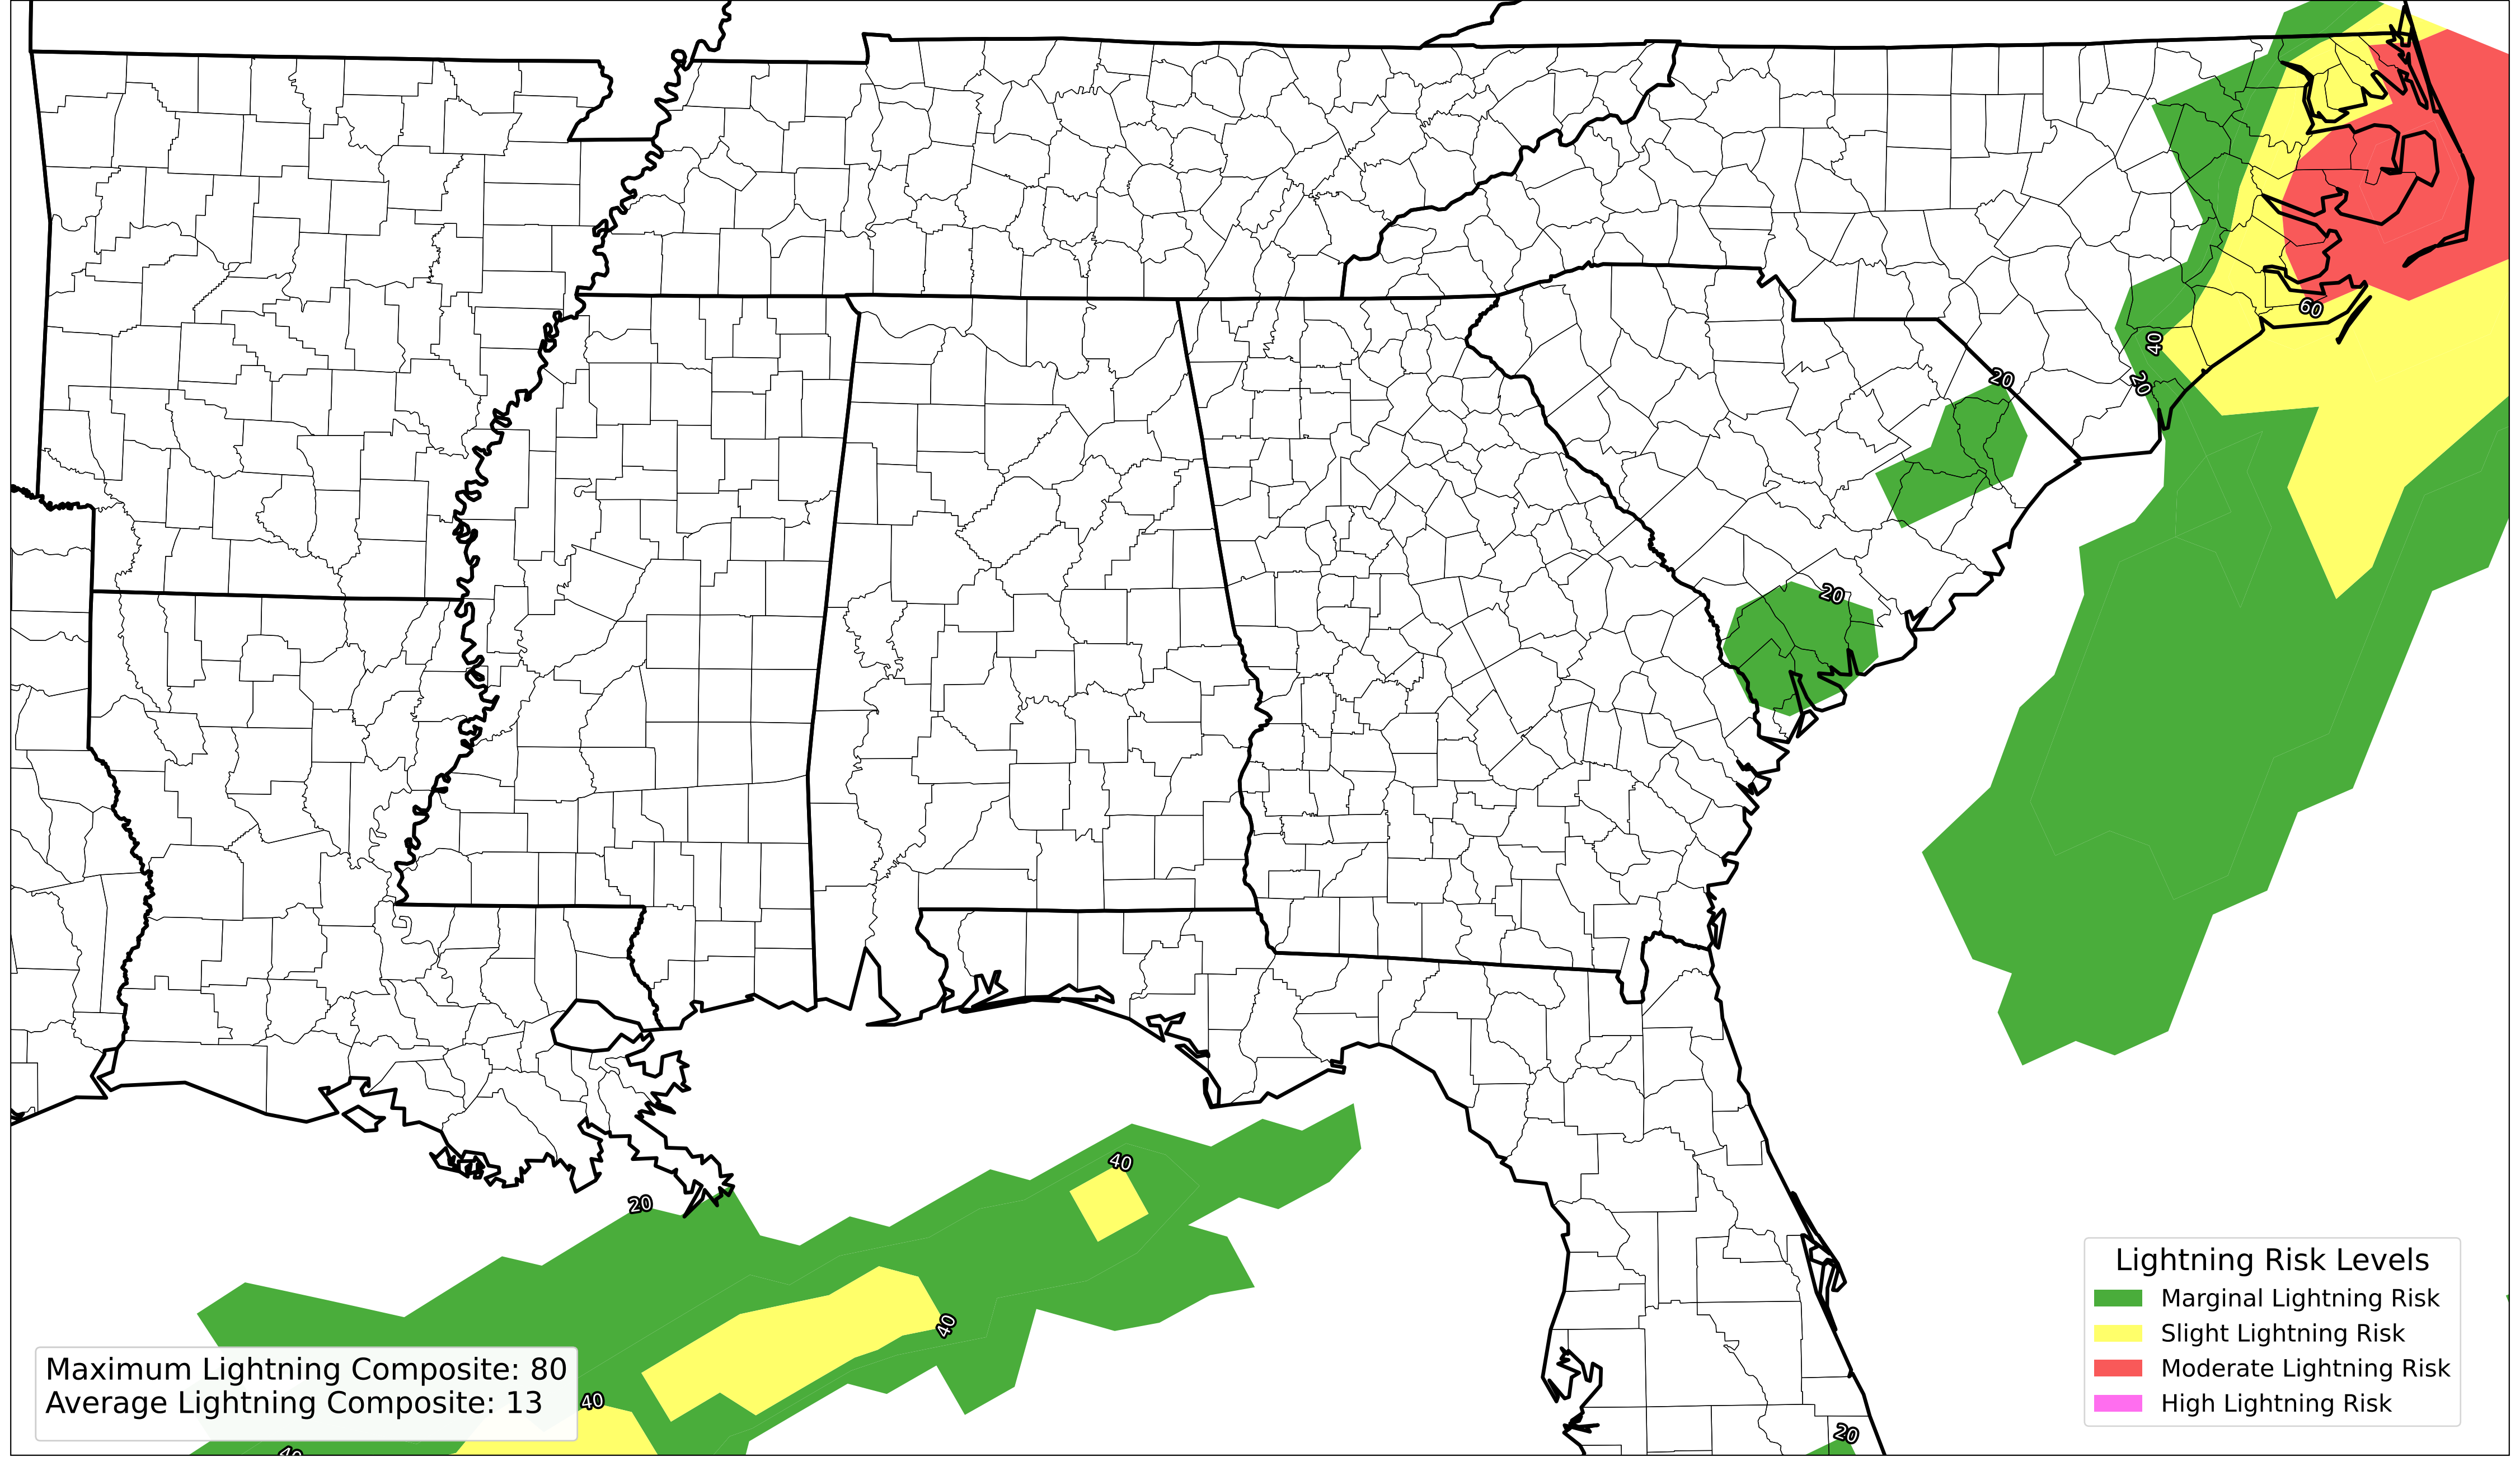 60
40
20
20
20
40
20
40
40
40
20
Maximum Lightning Composite: 80
Average Lightning Composite: 13
Lightning Risk Levels
Marginal Lightning Risk
Slight Lightning Risk
Moderate Lightning Risk
High Lightning Risk